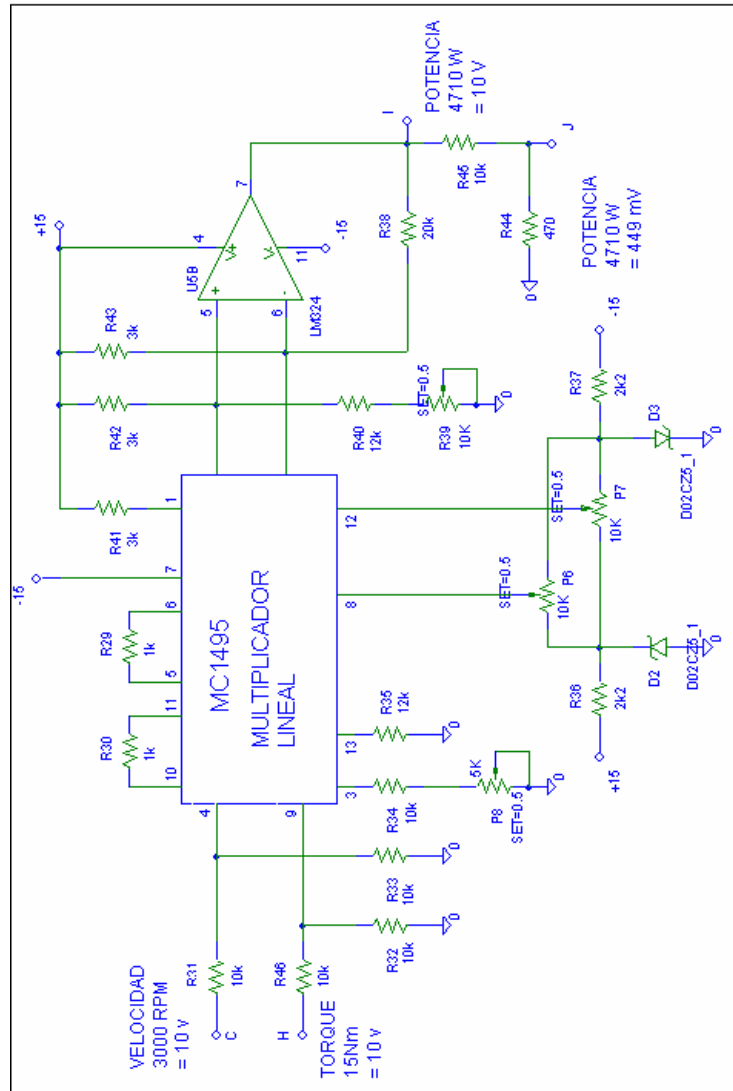 VELOCIDAD
3000 RPM
= 10 v
C
R31
10k
H
TORQUE
15Nm
= 10 v
R46
10k
R32
10k
0
R33
10k
0
4
9
10
11
5
6
7
1
3
13
8
12
R30
1k
R29
1k
-15
MC1495
MULTIPLICADOR
LINEAL
R34
10k
5K
P8
SET=0.5
0
R35
12k
0
R41
3k
R42
3k
R43
3k
+15
R40
12k
SET=0.5
R39
10K
0
5
6
U5B
+
-
LM324
4
V+
V-
11
-15
7
R38
20k
I
POTENCIA
4710 W
= 10 V
R45
10k
J
R44
470
0
POTENCIA
4710 W
= 449 mV
+15
R36
2k2
D2
D02CZ5_1
0
SET=0.5
P6
10K
SET=0.5
P7
10K
R37
2k2
-15
D3
D02CZ5_1
0